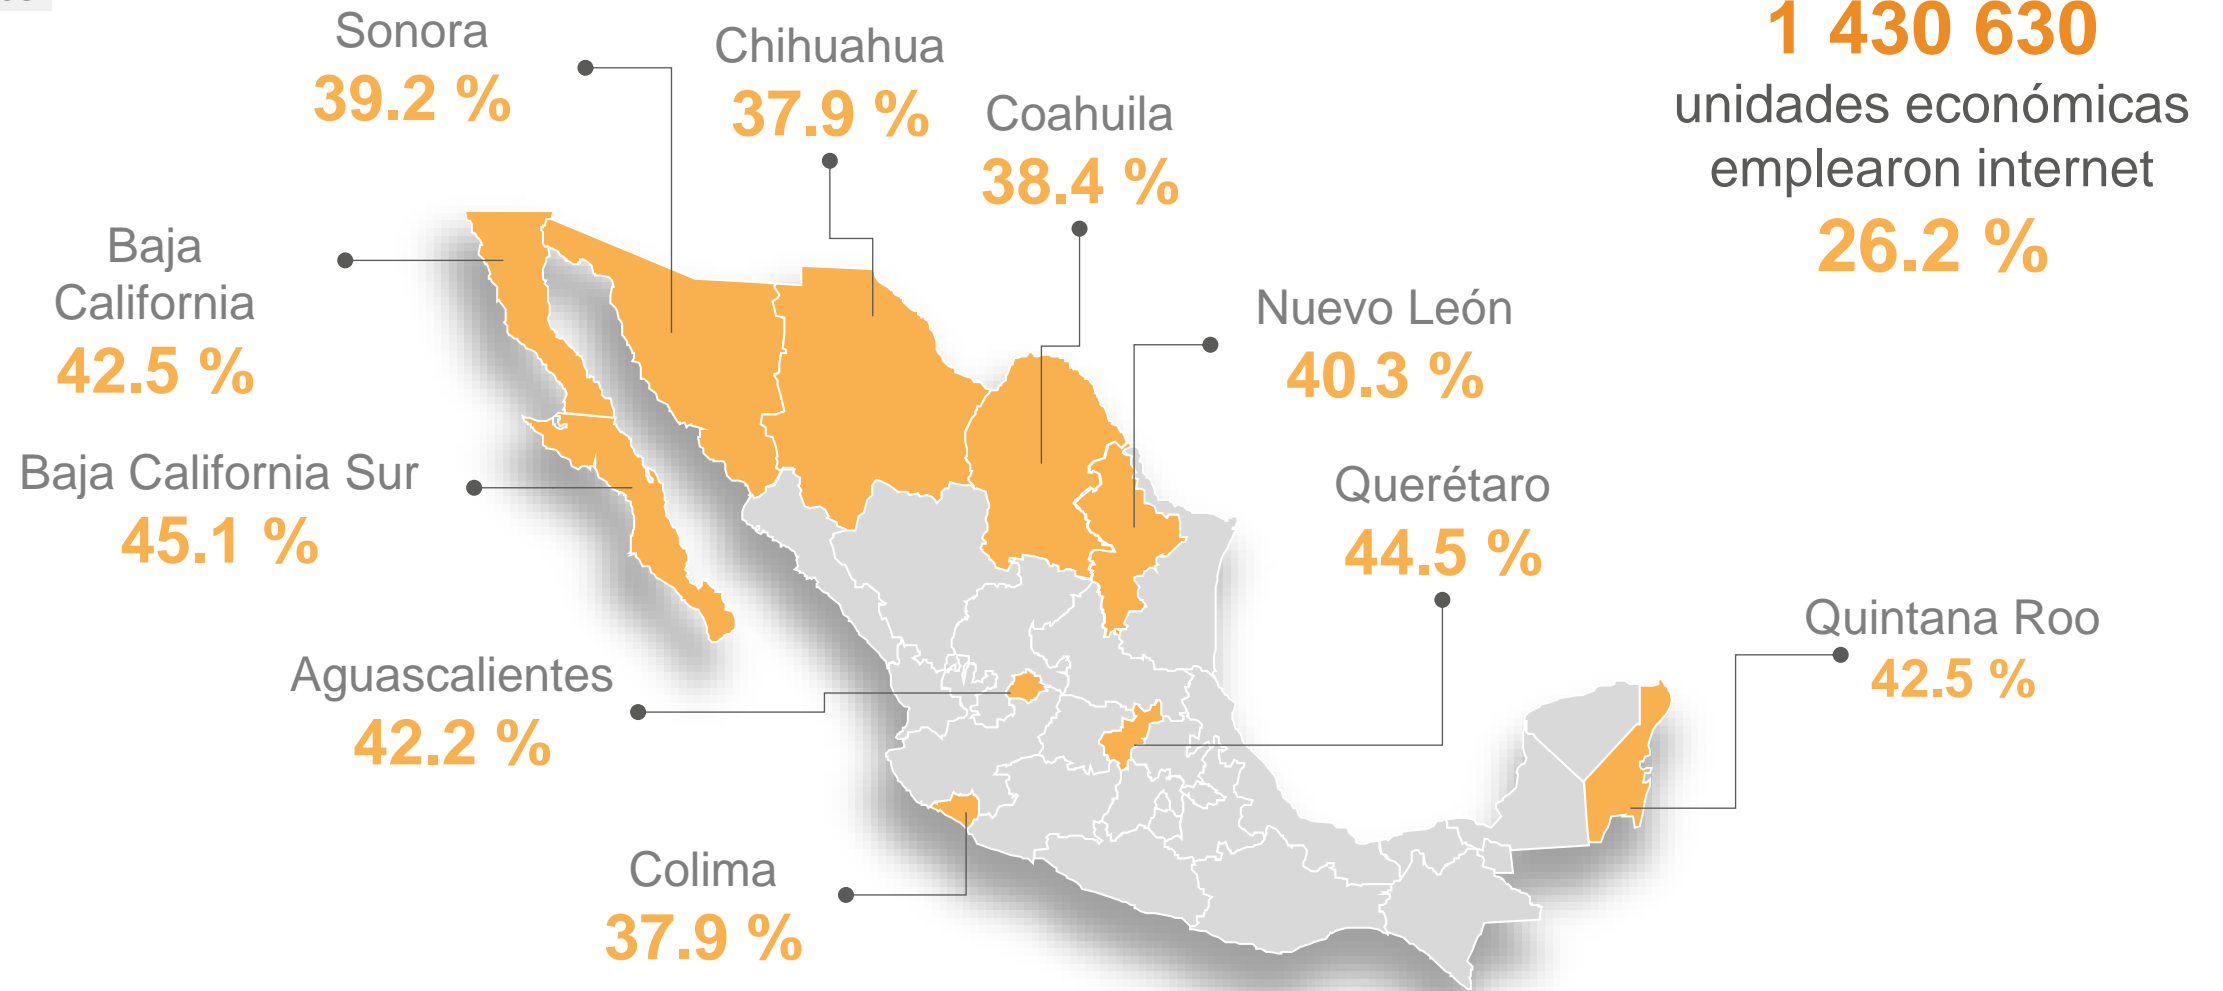 Sonora
39.2 %
Chihuahua
37.9 %
Coahuila
38.4 %
1 430 630
unidades económicas
emplearon internet
26.2 %
Baja
California
42.5 %
Nuevo León
40.3 %
Baja California Sur
45.1 %
Querétaro
44.5 %
Quintana Roo
42.5 %
Aguascalientes
42.2 %
Colima
37.9 %